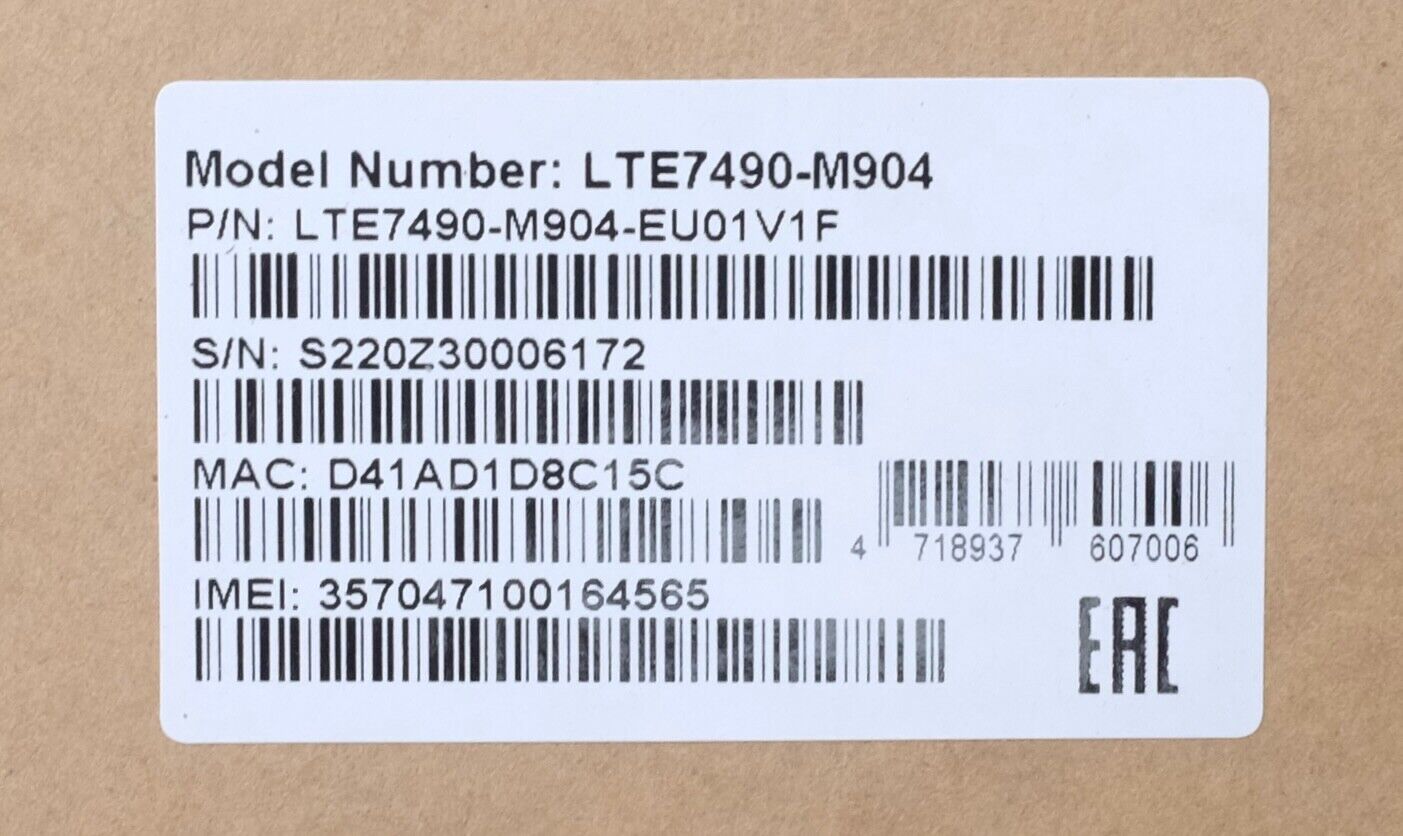 Model Number: LTE7490-M904
P/N: LTE7490-M904-EU01V1F
S/N: S220Z30006172
MAC: D41AD1D8C15C
4 718937 607006
IMEI: 357047100164565
EAC